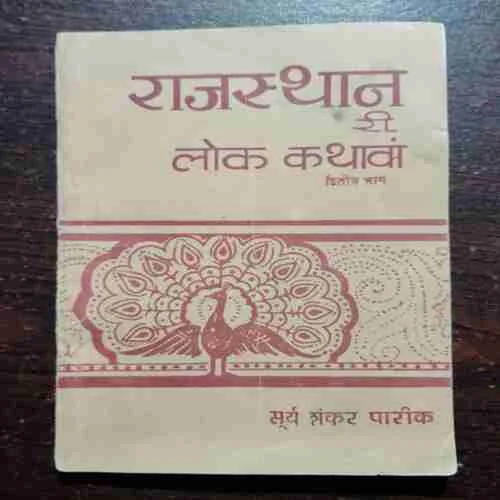 राजस्थान
री
लोक कथावां
द्वितीय भाग
सूर्य शंकर पारीक